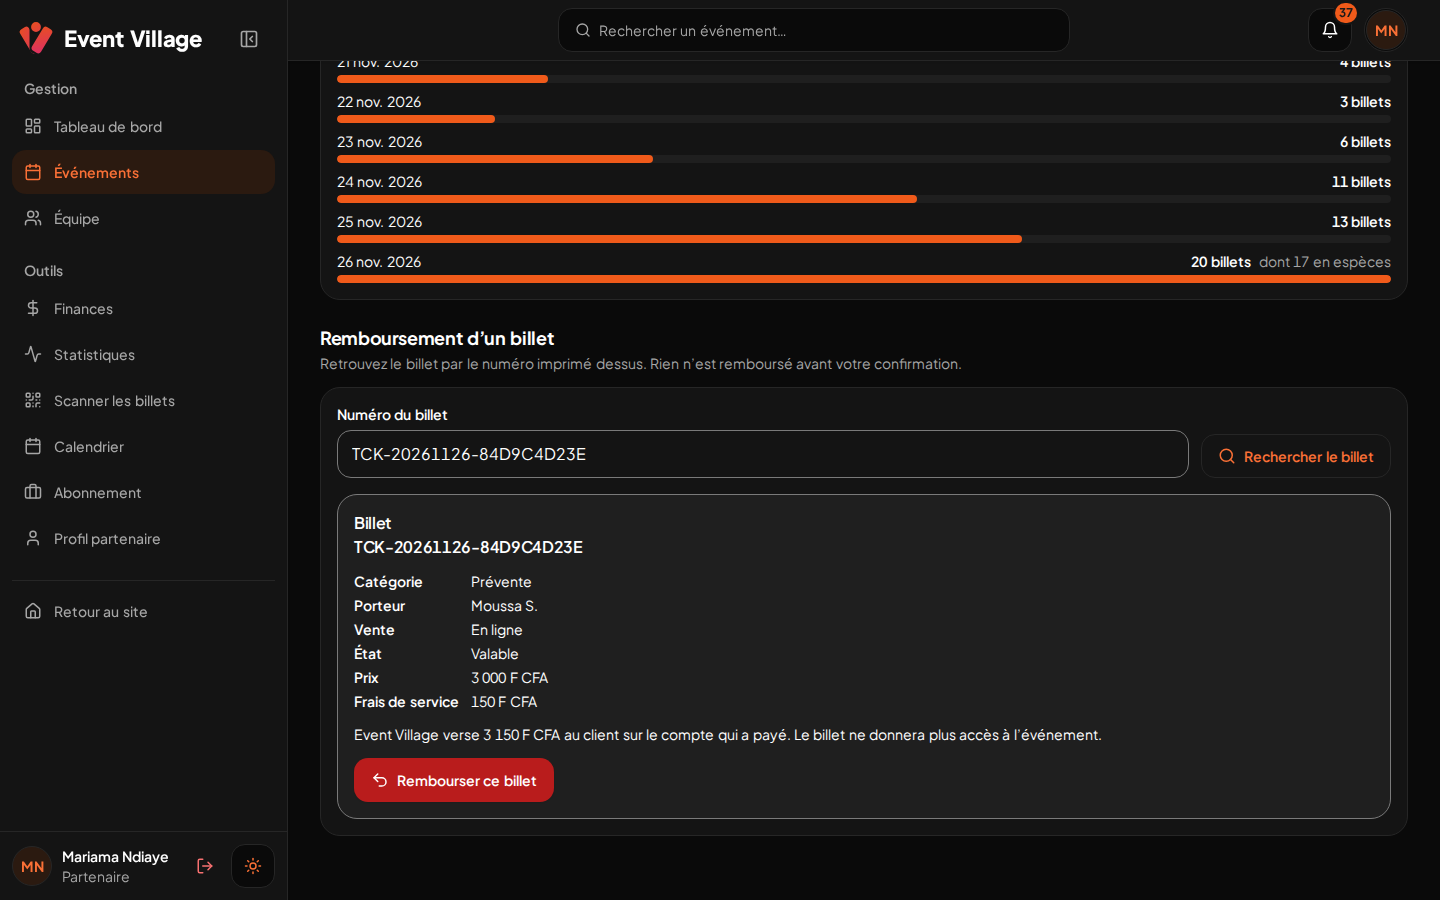 Event Village
Rechercher un événement...
37
MN
Gestion
Tableau de bord
Événements
Équipe
Outils
Finances
Statistiques
Scanner les billets
Calendrier
Abonnement
Profil partenaire
Retour au site
Mariama Ndiaye
Partenaire
MN
21 nov. 2026 4 billets
22 nov. 2026 3 billets
23 nov. 2026 6 billets
24 nov. 2026 11 billets
25 nov. 2026 13 billets
26 nov. 2026 20 billets dont 17 en espèces
Remboursement d’un billet
Retrouvez le billet par le numéro imprimé dessus. Rien n’est remboursé avant votre confirmation.
Numéro du billet
TCK-20261126-84D9C4D23E
Rechercher le billet
Billet
TCK-20261126-84D9C4D23E
Catégorie Prévente
Porteur Moussa S.
Vente En ligne
État Valable
Prix 3 000 F CFA
Frais de service 150 F CFA
Event Village verse 3 150 F CFA au client sur le compte qui a payé. Le billet ne donnera plus accès à l’événement.
Rembourser ce billet